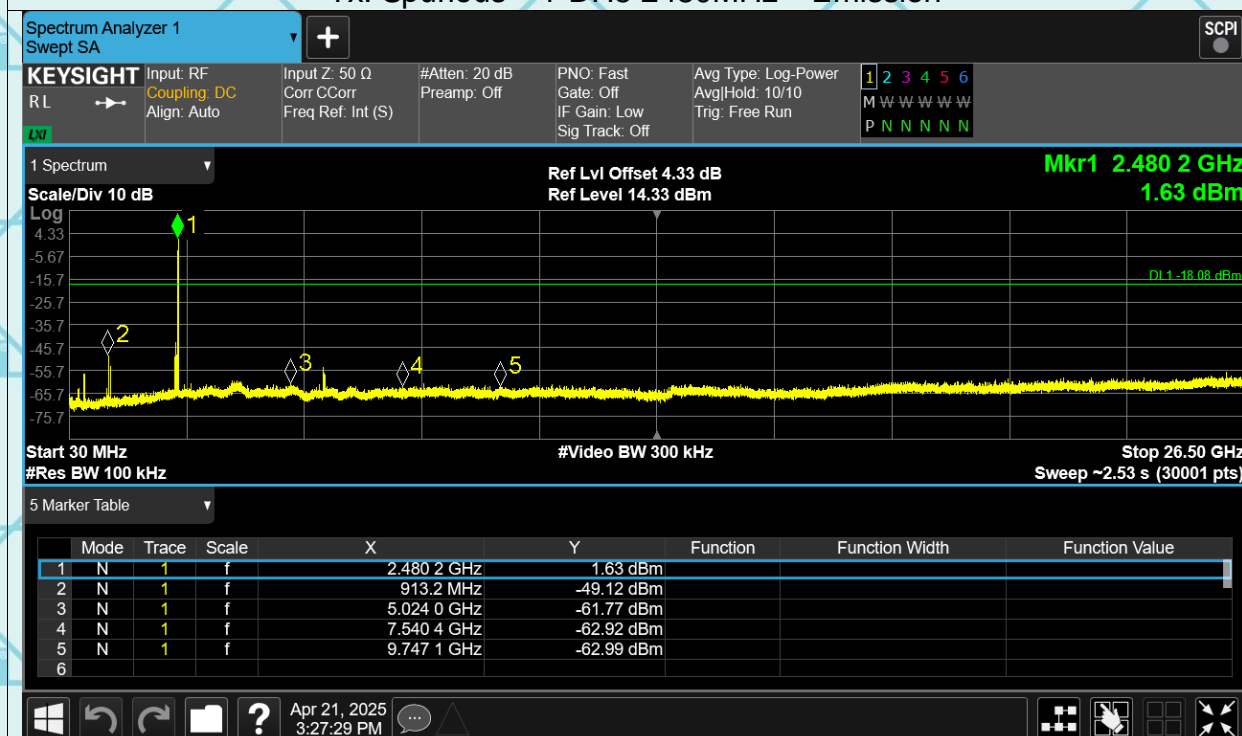 Spectrum Analyzer 1
Swept SA
+
SCPI
KEYSIGHT
RL
LXI
Input: RF
Coupling: DC
Align: Auto
Input Z: 50 Ω
Corr CCorr
Freq Ref: Int (S)
#Atten: 20 dB
Preamp: Off
PNO: Fast
Gate: Off
IF Gain: Low
Sig Track: Off
Avg Type: Log-Power
Avg|Hold: 10/10
Trig: Free Run
1 2 3 4 5 6
M W W W W W
P N N N N N
1 Spectrum
Scale/Div 10 dB
Ref Lvl Offset 4.33 dB
Ref Level 14.33 dBm
Mkr1 2.480 2 GHz
1.63 dBm
Log
4.33
-5.67
-15.7
-25.7
-35.7
-45.7
-55.7
-65.7
-75.7
1
2
3
4
5
DL1 -18.08 dBm
Start 30 MHz
#Res BW 100 kHz
#Video BW 300 kHz
Stop 26.50 GHz
Sweep ~2.53 s (30001 pts)
5 Marker Table
Mode Trace Scale X Y Function Function Width Function Value
1 N 1 f 2.480 2 GHz 1.63 dBm
2 N 1 f 913.2 MHz -49.12 dBm
3 N 1 f 5.024 0 GHz -61.77 dBm
4 N 1 f 7.540 4 GHz -62.92 dBm
5 N 1 f 9.747 1 GHz -62.99 dBm
6
?
Apr 21, 2025
3:27:29 PM